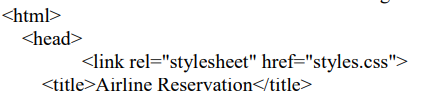 <html>
<head>
<link rel="stylesheet" href="styles.css">
<title>Airline Reservation</title>